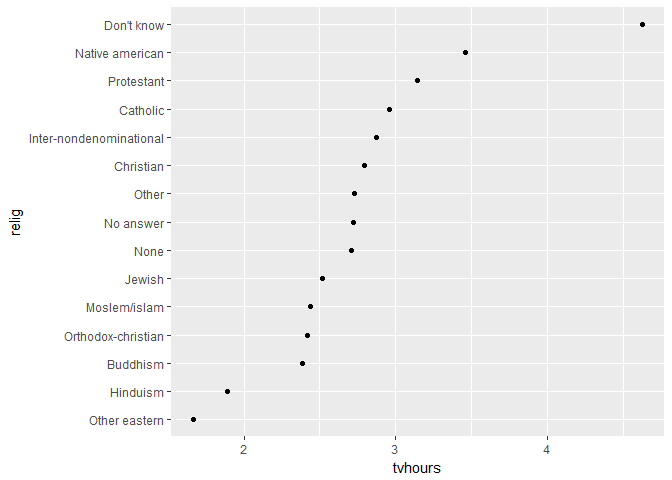 Don't know
Native american
Protestant
Catholic
Inter-nondenominational
Christian
Other
No answer
None
Jewish
Moslem/islam
Orthodox-christian
Buddhism
Hinduism
Other eastern
relig
2 3 4
tvhours